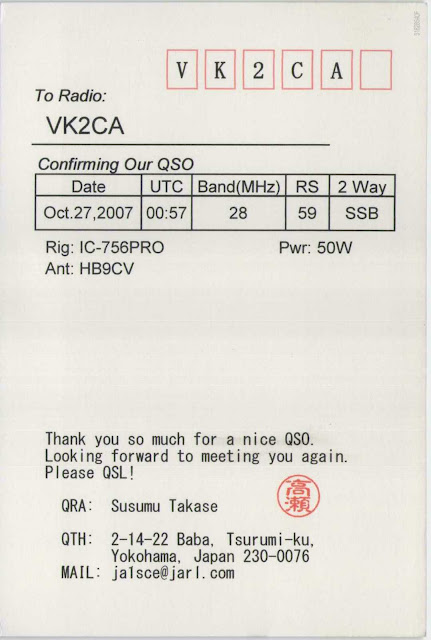 VK2CA
To Radio:
VK2CA
Confirming Our QSO
Date UTC Band(MHz) RS 2 Way
Oct.27,2007 00:57 28 59 SSB
Rig: IC-756PRO Pwr: 50W
Ant: HB9CV
Thank you so much for a nice QSO.
Looking forward to meeting you again.
Please QSL!
高瀬
QRA: Susumu Takase
QTH: 2-14-22 Baba, Tsurumi-ku,
Yokohama, Japan 230-0076
MAIL: ja1sce@jarl.com